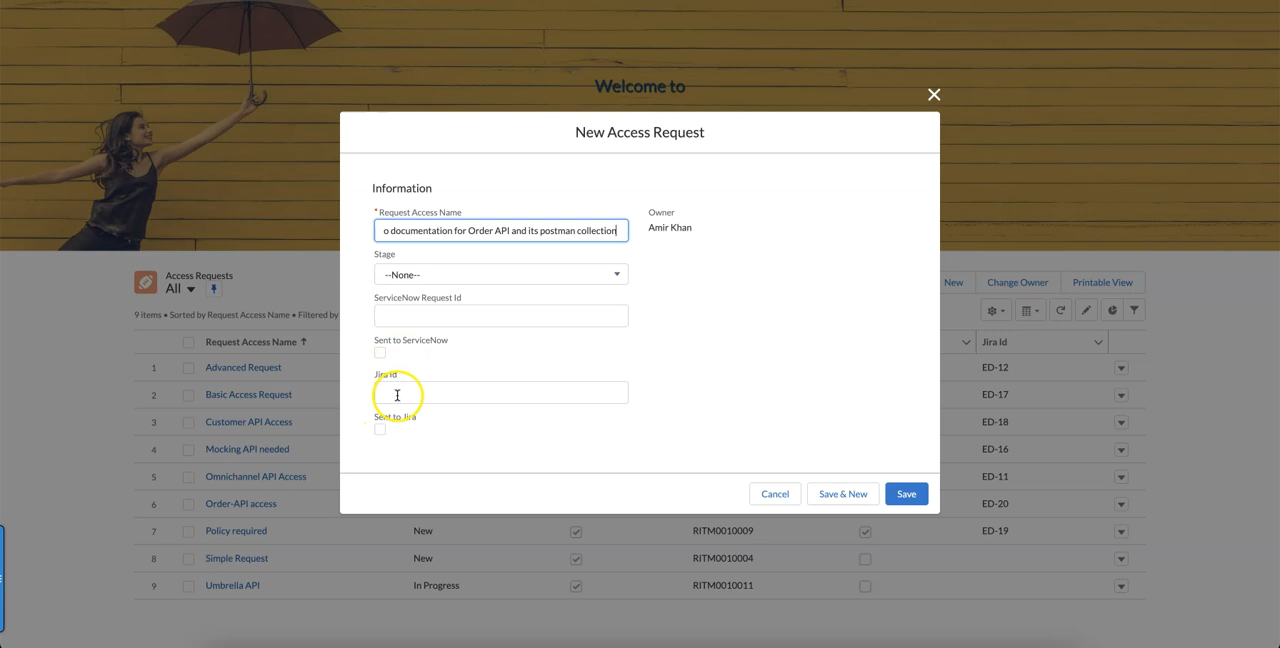 Welcome to
New Access Request
Information
* Request Access Name
Owner
o documentation for Order API and its postman collection
Amir Khan
Stage
--None--
ServiceNow Request Id
Sent to ServiceNow
Jira Id
Sent to Jira
Cancel
Save & New
Save
Access Requests
All
New
Change Owner
Printable View
9 items • Sorted by Request Access Name • Filtered by
Request Access Name
Jira Id
1 Advanced Request ED-12
2 Basic Access Request ED-17
3 Customer API Access ED-18
4 Mocking API needed ED-16
5 Omnichannel API Access ED-11
6 Order-API access ED-20
7 Policy required New RITM0010009 ED-19
8 Simple Request New RITM0010004
9 Umbrella API In Progress RITM0010011